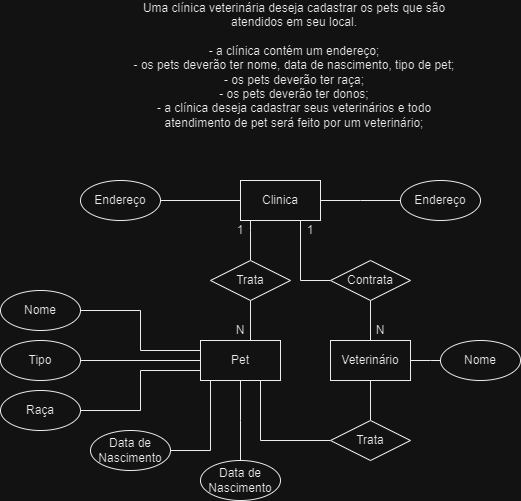 Uma clínica veterinária deseja cadastrar os pets que são
atendidos em seu local.
- a clínica contém um endereço;
- os pets deverão ter nome, data de nascimento, tipo de pet;
- os pets deverão ter raça;
- os pets deverão ter donos;
- a clínica deseja cadastrar seus veterinários e todo
atendimento de pet será feito por um veterinário;
Endereço
Clinica
Endereço
1
1
Trata
Contrata
Nome
N
N
Tipo
Pet
Veterinário
Nome
Raça
Data de
Nascimento
Trata
Data de
Nascimento